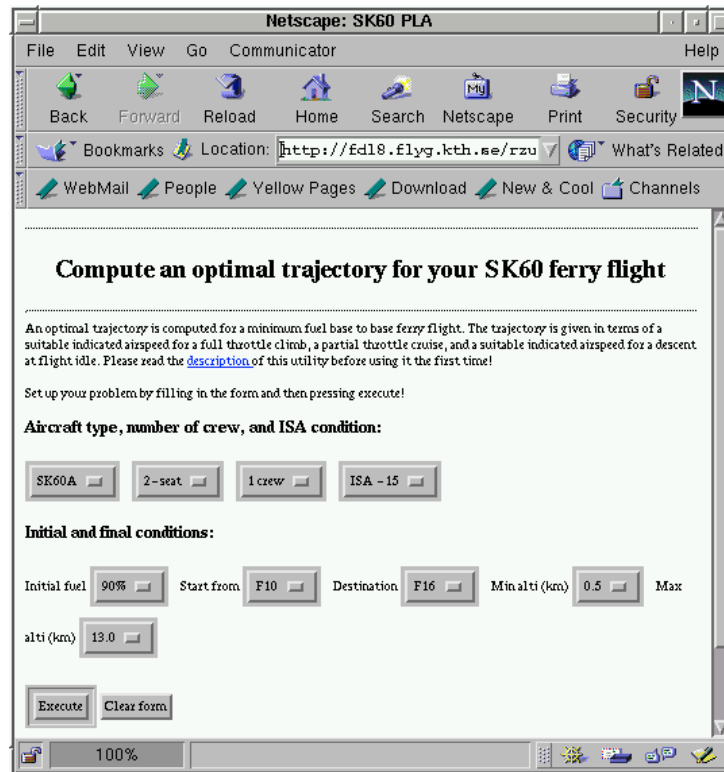 Netscape: SK60 PLA
File Edit View Go Communicator Help
Back Forward Reload Home Search Netscape Print Security
My
N
Bookmarks Location: http://fdl8.flyg.kth.se/rzu What's Related
WebMail People Yellow Pages Download New & Cool Channels
Compute an optimal trajectory for your SK60 ferry flight
An optimal trajectory is computed for a minimum fuel base to base ferry flight. The trajectory is given in terms of a
suitable indicated airspeed for a full throttle climb, a partial throttle cruise, and a suitable indicated airspeed for a descent
at flight idle. Please read the description of this utility before using it the first time!
Set up your problem by filling in the form and then pressing execute!
Aircraft type, number of crew, and ISA condition:
SK60A 2-seat 1 crew ISA -15
Initial and final conditions:
Initial fuel 90% Start from F10 Destination F16 Min alti (km) 0.5 Max
alti (km) 13.0
Execute Clear form
100%